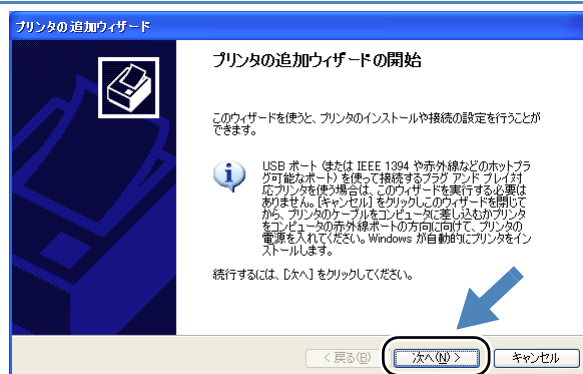 プリンタの追加ウィザード
プリンタの追加ウィザードの開始
このウィザードを使うと、プリンタのインストールや接続の設定を行うことが
できます。
USB ポート (または IEEE 1394 や赤外線などのホットプラ
グ可能なポート) を使って接続するプラグ アンド プレイ対
応プリンタを使う場合は、このウィザードを実行する必要は
ありません。[キャンセル] をクリックしこのウィザードを閉じて
から、プリンタのケーブルをコンピュータに差し込むかプリンタ
をコンピュータの赤外線ポートの方向に向けて、プリンタの
電源を入れてください。Windows が自動的にプリンタをイン
ストールします。
続行するには、[次へ] をクリックしてください。
< 戻る(B)
次へ(N) >
キャンセル